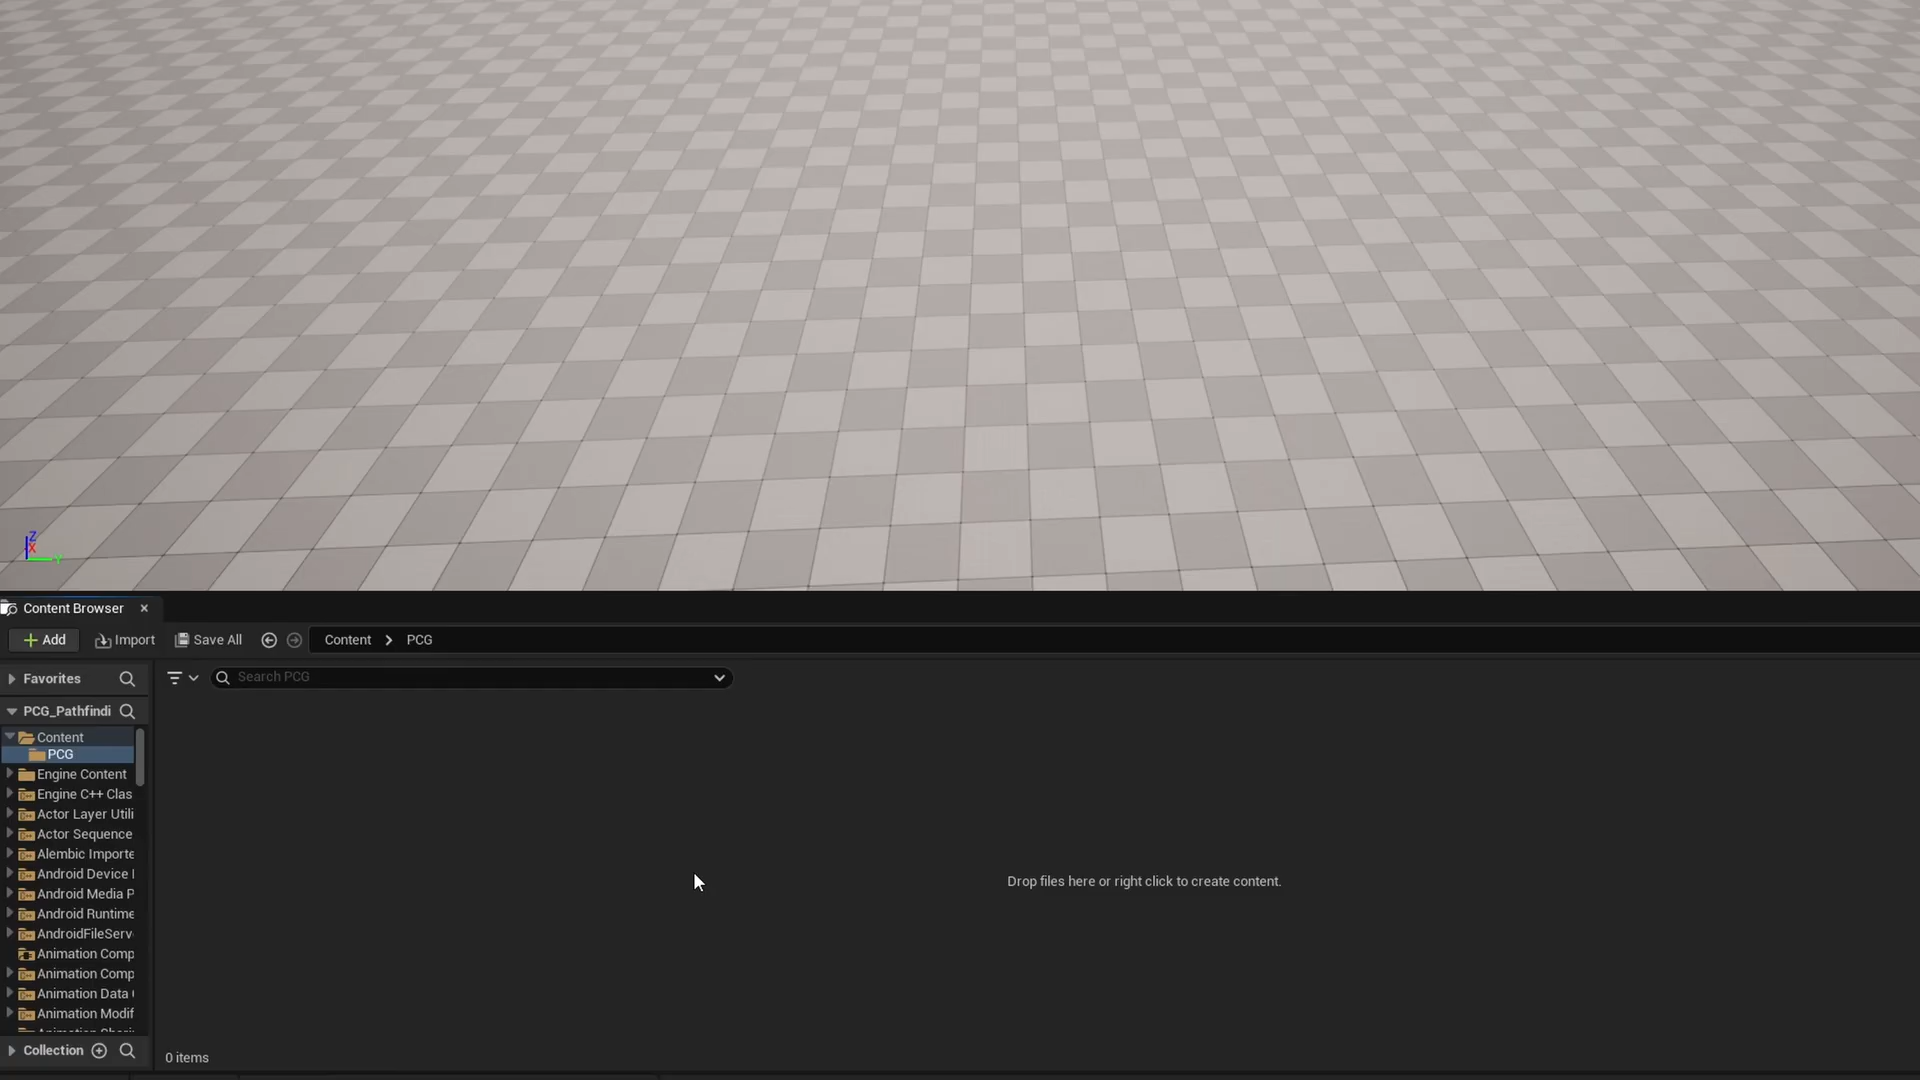 Z
X
Y
Content Browser
Add
Import
Save All
Content
PCG
Favorites
Search PCG
PCG_Pathfindi
Content
PCG
Engine Content
Engine C++ Clas
Actor Layer Utili
Actor Sequence
Alembic Importe
Android Device
Android Media P
Android Runtime
AndroidFileServ
Animation Comp
Animation Comp
Animation Data
Animation Modif
Drop files here or right click to create content.
Collection
0 items